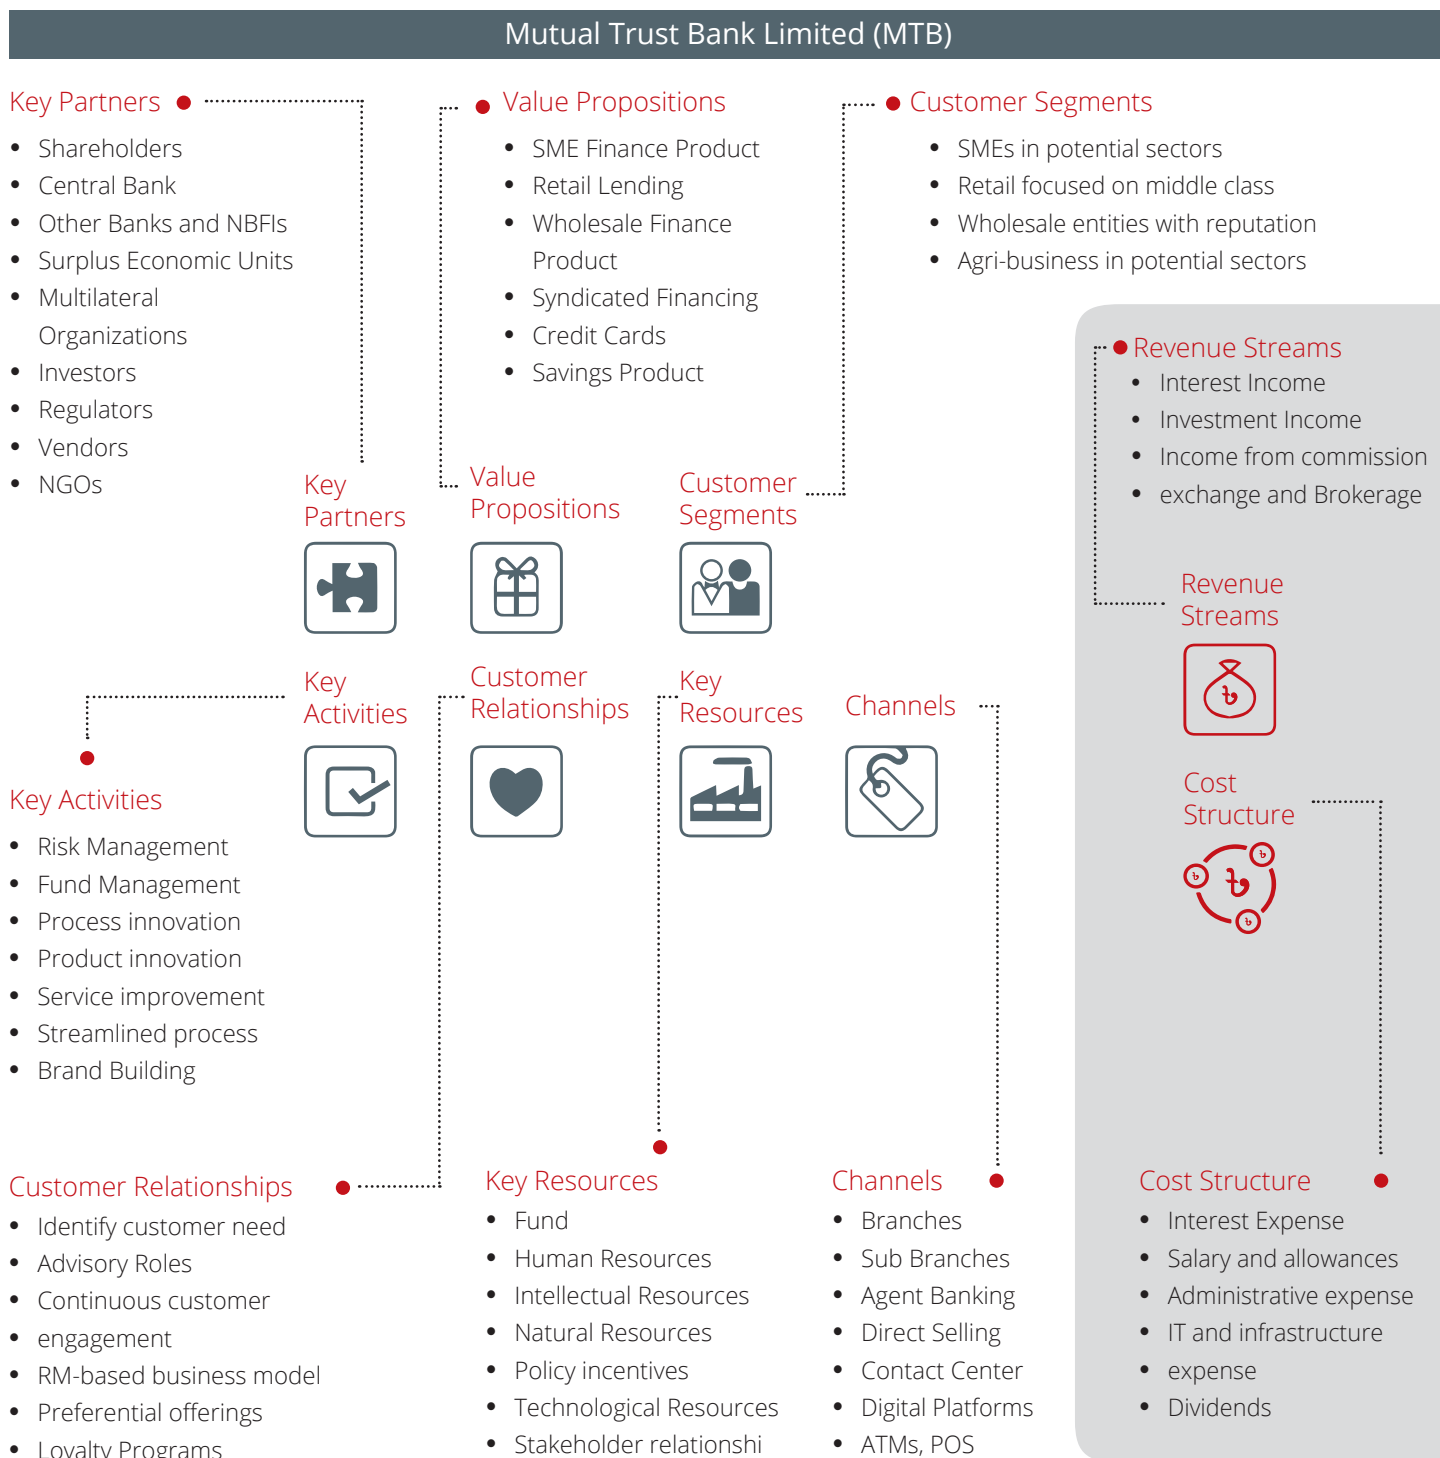 Mutual Trust Bank Limited (MTB)
Key Partners
• Shareholders
• Central Bank
• Other Banks and NBFIs
• Surplus Economic Units
• Multilateral
Organizations
• Investors
• Regulators
• Vendors
• NGOs
Value Propositions
• SME Finance Product
• Retail Lending
• Wholesale Finance
Product
• Syndicated Financing
• Credit Cards
• Savings Product
Customer Segments
• SMEs in potential sectors
• Retail focused on middle class
• Wholesale entities with reputation
• Agri-business in potential sectors
Revenue Streams
• Interest Income
• Investment Income
• Income from commission
• exchange and Brokerage
Key
Partners
Value
Propositions
Customer
Segments
Revenue
Streams
৳
Key
Activities
Customer
Relationships
Key
Resources
Channels
Cost
Structure
৳
৳
৳
৳
Key Activities
• Risk Management
• Fund Management
• Process innovation
• Product innovation
• Service improvement
• Streamlined process
• Brand Building
Customer Relationships
• Identify customer need
• Advisory Roles
• Continuous customer
• engagement
• RM-based business model
• Preferential offerings
• Loyalty Programs
Key Resources
• Fund
• Human Resources
• Intellectual Resources
• Natural Resources
• Policy incentives
• Technological Resources
• Stakeholder relationshi
Channels
• Branches
• Sub Branches
• Agent Banking
• Direct Selling
• Contact Center
• Digital Platforms
• ATMs, POS
Cost Structure
• Interest Expense
• Salary and allowances
• Administrative expense
• IT and infrastructure
• expense
• Dividends